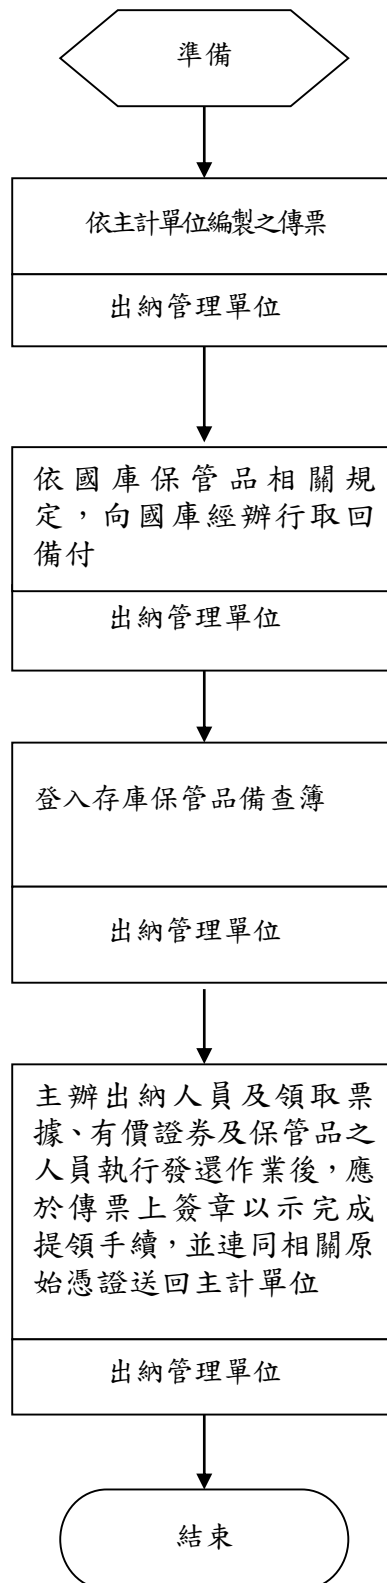 準備
依主計單位編製之傳票
出納管理單位
依國庫保管品相關規
定，向國庫經辦行取回
備付
出納管理單位
登入存庫保管品備查簿
出納管理單位
主辦出納人員及領取票
據、有價證券及保管品之
人員執行發還作業後，應
於傳票上簽章以示完成
提領手續，並連同相關原
始憑證送回主計單位
出納管理單位
結束